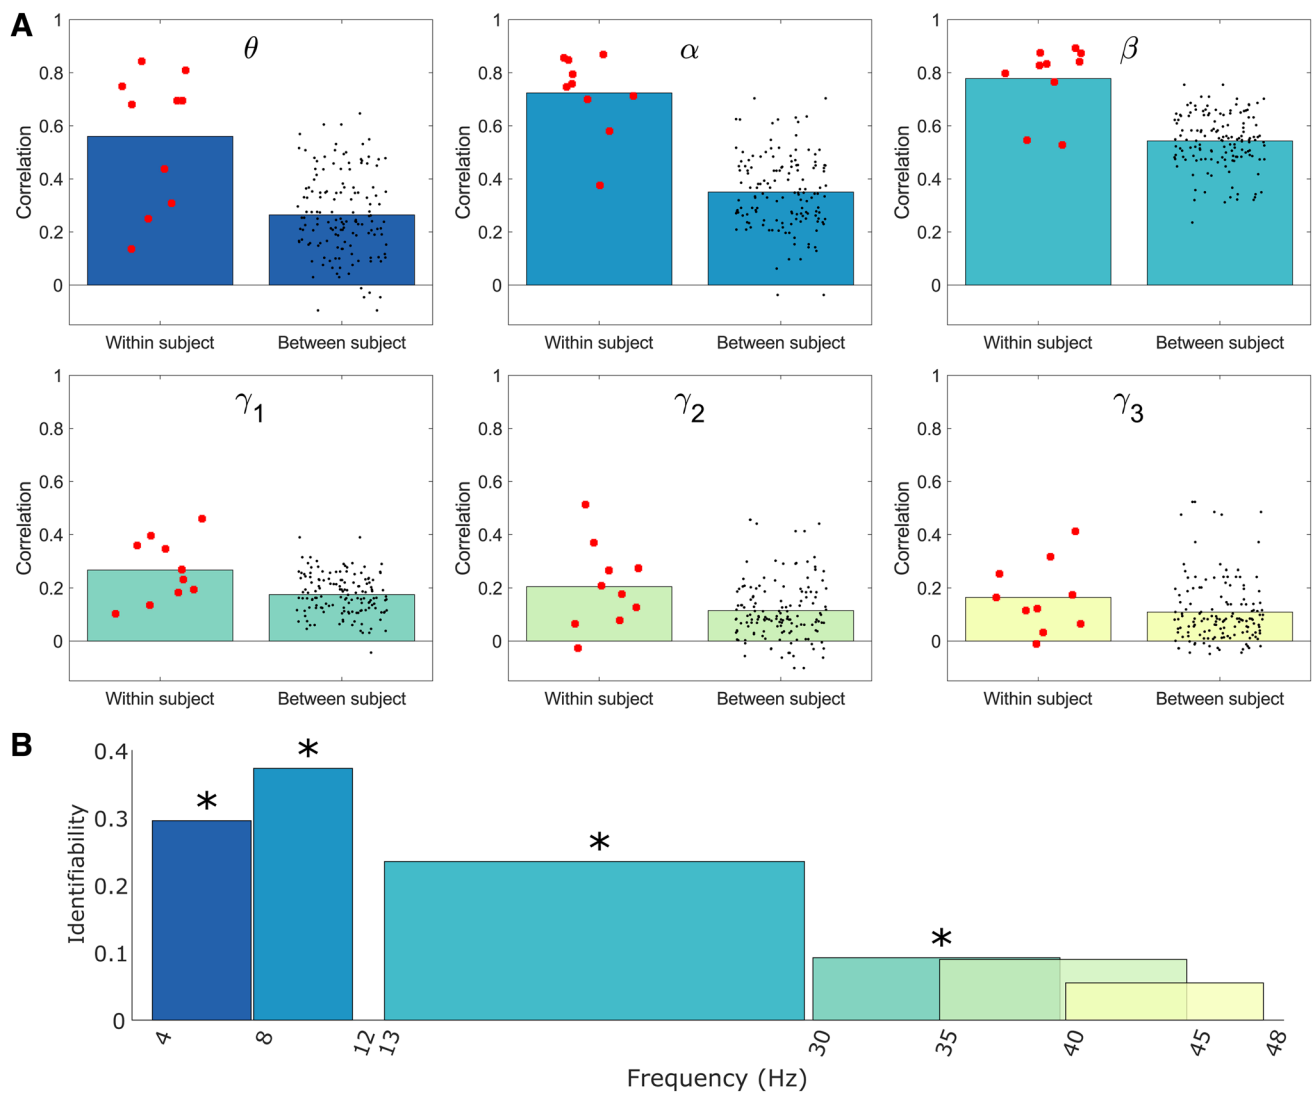 A
θ
α
β
1
0.8
0.6
0.4
0.2
0
Correlation
Within subject
Between subject
1
0.8
0.6
0.4
0.2
0
Correlation
Within subject
Between subject
1
0.8
0.6
0.4
0.2
0
Correlation
Within subject
Between subject
γ1
γ2
γ3
1
0.8
0.6
0.4
0.2
0
Correlation
Within subject
Between subject
1
0.8
0.6
0.4
0.2
0
Correlation
Within subject
Between subject
1
0.8
0.6
0.4
0.2
0
Correlation
Within subject
Between subject
B
0.4
0.3
0.2
0.1
0
Identifiability
* * * *
4 8 12 13 30 35 40 45 48
Frequency (Hz)